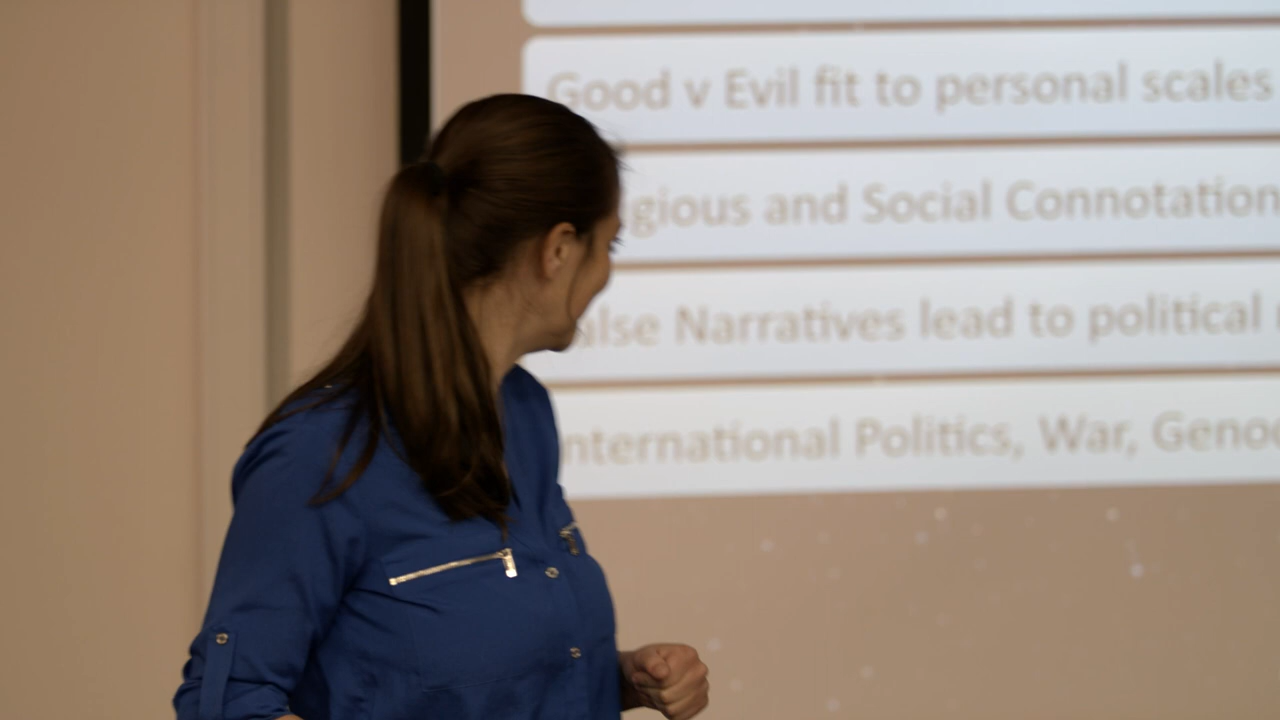 Good v Evil fit to personal scales
gious and Social Connotation
alse Narratives lead to political
nternational Politics, War, Geno